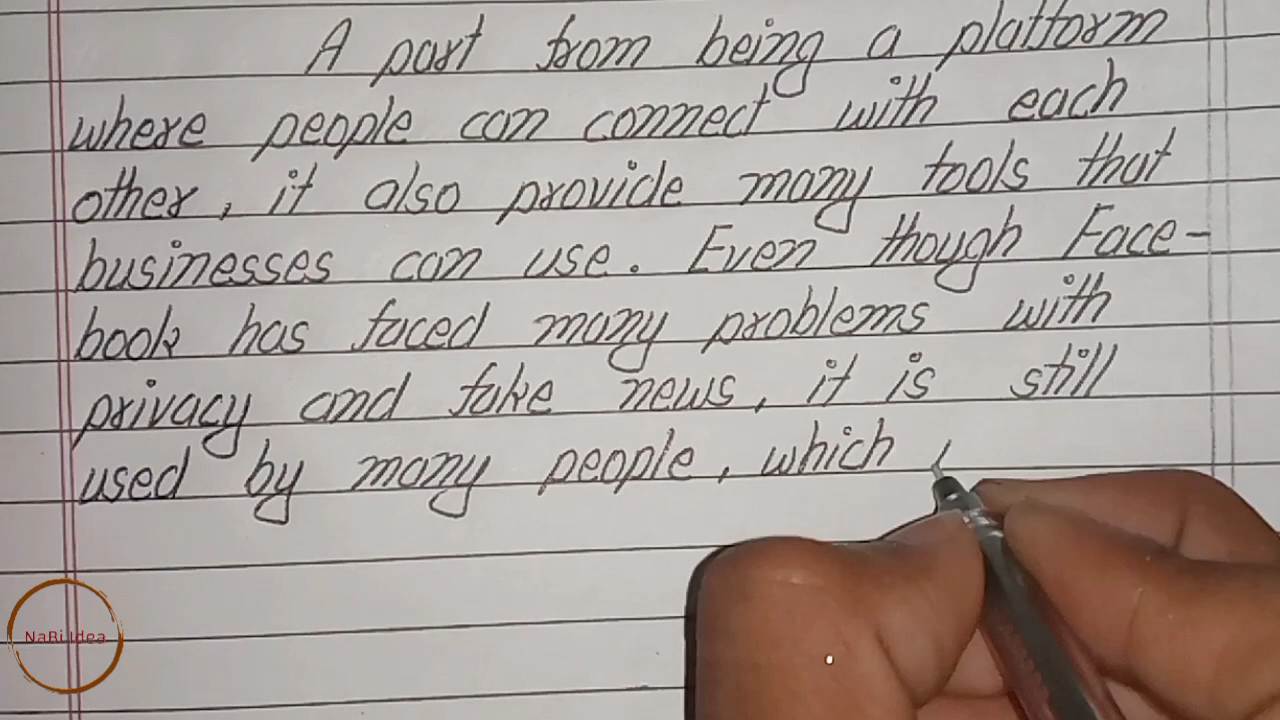 A part from being a platform
where people can connect with each
other, it also provide many tools that
businesses can use. Even though Face-
book has faced many problems with
privacy and fake news, it is still
used by many people, which
NaRi Idea